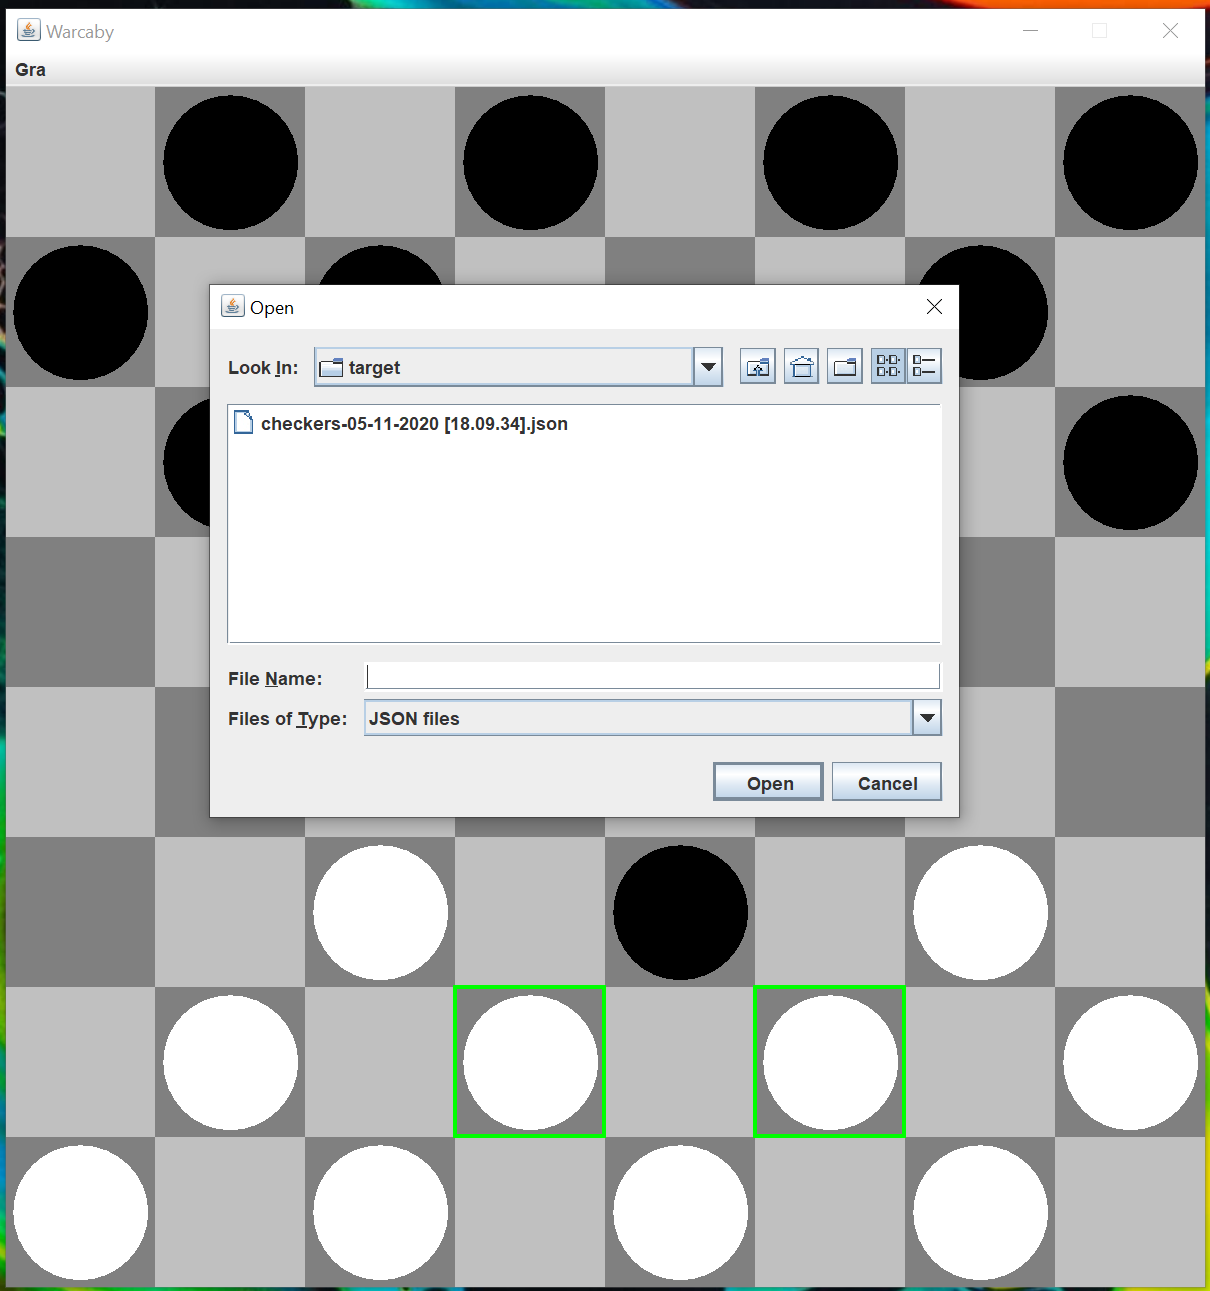 Warcaby
Gra
Open
Look In: target
checkers-05-11-2020 [18.09.34].json
File Name:
Files of Type: JSON files
Open Cancel